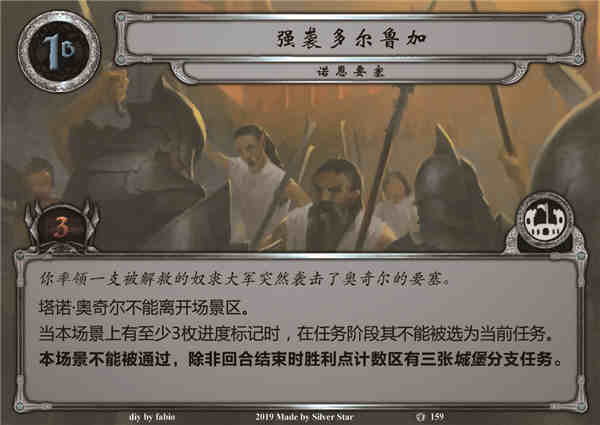 1B
强袭多尔鲁加
诺恩要塞
3
你率领一支被解救的奴隶大军突然袭击了奥奇尔的要塞。
塔诺·奥奇尔不能离开场景区。
当本场景上有至少3枚进度标记时，在任务阶段其不能被选为当前任务。
本场景不能被通过，除非回合结束时胜利点计数区有三张城堡分支任务。
diy by fabio 2019 Made by Silver Star 159